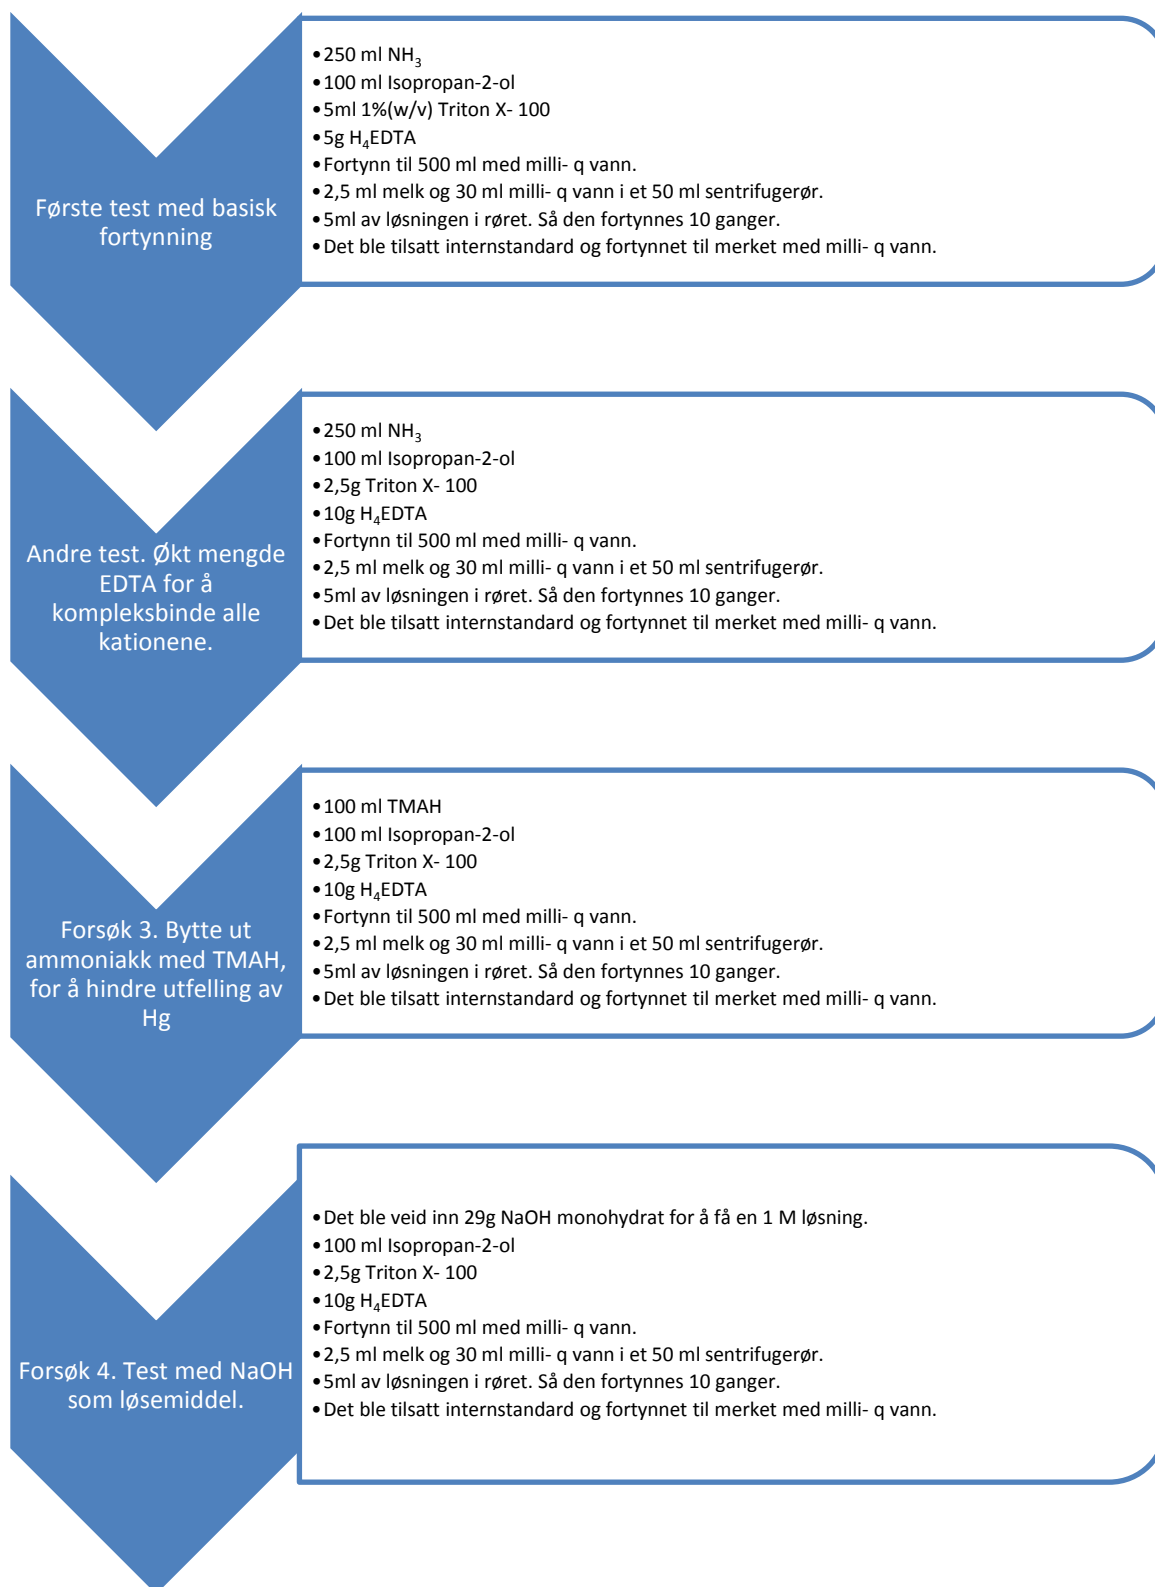 Første test med basisk
fortynning
•250 ml NH₃
•100 ml Isopropan-2-ol
•5ml 1%(w/v) Triton X- 100
•5g H₄EDTA
•Fortynn til 500 ml med milli- q vann.
•2,5 ml melk og 30 ml milli- q vann i et 50 ml sentrifugerør.
•5ml av løsningen i røret. Så den fortynnes 10 ganger.
•Det ble tilsatt internstandard og fortynnet til merket med milli- q vann.
Andre test. Økt mengde
EDTA for å
kompleksbinde alle
kationene.
•250 ml NH₃
•100 ml Isopropan-2-ol
•2,5g Triton X- 100
•10g H₄EDTA
•Fortynn til 500 ml med milli- q vann.
•2,5 ml melk og 30 ml milli- q vann i et 50 ml sentrifugerør.
•5ml av løsningen i røret. Så den fortynnes 10 ganger.
•Det ble tilsatt internstandard og fortynnet til merket med milli- q vann.
Forsøk 3. Bytte ut
ammoniakk med TMAH,
for å hindre utfelling av
Hg
•100 ml TMAH
•100 ml Isopropan-2-ol
•2,5g Triton X- 100
•10g H₄EDTA
•Fortynn til 500 ml med milli- q vann.
•2,5 ml melk og 30 ml milli- q vann i et 50 ml sentrifugerør.
•5ml av løsningen i røret. Så den fortynnes 10 ganger.
•Det ble tilsatt internstandard og fortynnet til merket med milli- q vann.
Forsøk 4. Test med NaOH
som løsemiddel.
•Det ble veid inn 29g NaOH monohydrat for å få en 1 M løsning.
•100 ml Isopropan-2-ol
•2,5g Triton X- 100
•10g H₄EDTA
•Fortynn til 500 ml med milli- q vann.
•2,5 ml melk og 30 ml milli- q vann i et 50 ml sentrifugerør.
•5ml av løsningen i røret. Så den fortynnes 10 ganger.
•Det ble tilsatt internstandard og fortynnet til merket med milli- q vann.